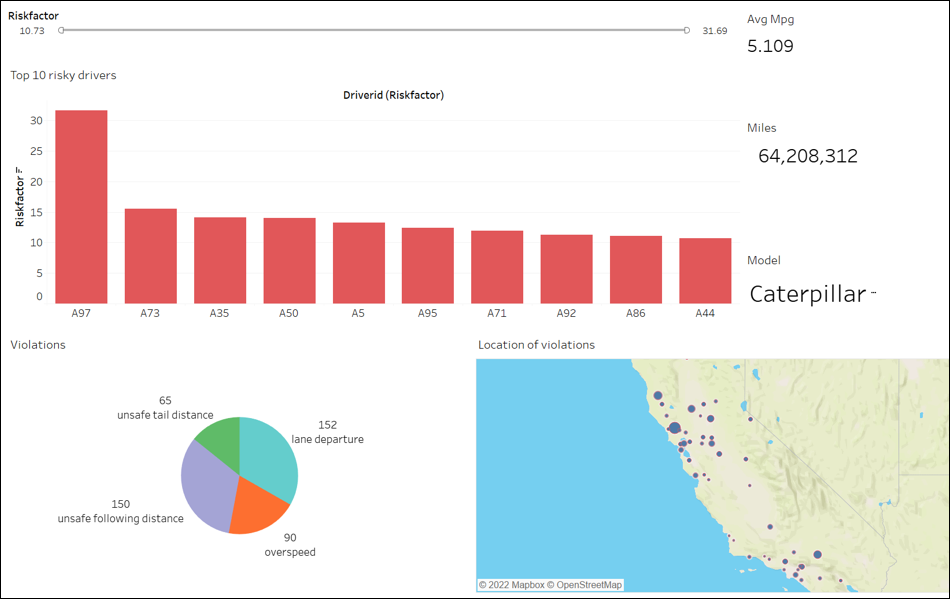 Riskfactor
10.73
31.69
Avg Mpg
5.109
Top 10 risky drivers
Driverid (Riskfactor)
Miles
64,208,312
Riskfactor
30
25
20
15
10
5
0
A97
A73
A35
A50
A5
A95
A71
A92
A86
A44
Model
Caterpillar
Violations
65
unsafe tail distance
152
lane departure
150
unsafe following distance
90
overspeed
Location of violations
© 2022 Mapbox © OpenStreetMap